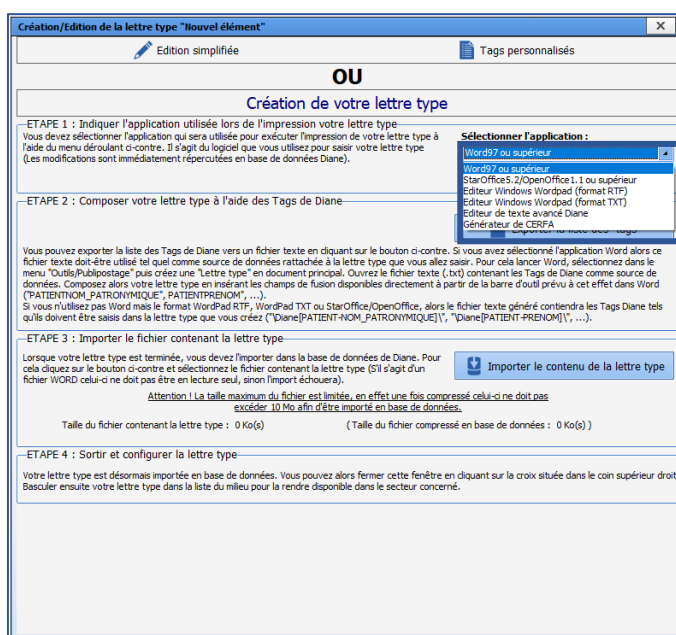 Création/Edition de la lettre type "Nouvel élément"
Edition simplifiée
Tags personnalisés
OU
Création de votre lettre type
ETAPE 1 : Indiquer l'application utilisée lors de l'impression votre lettre type
Vous devez sélectionner l'application qui sera utilisée pour exécuter l'impression de votre lettre type à
l'aide du menu déroulant ci-contre. Il s'agit du logiciel que vous utilisez pour saisir votre lettre type
(Les modifications sont immédiatement répercutées en base de données Diane).
Sélectionner l'application :
Word97 ou supérieur
Word97 ou supérieur
StarOffice5.2/OpenOffice1.1 ou supérieur
Editeur Windows Wordpad (format RTF)
Editeur Windows Wordpad (format TXT)
Editeur de texte avancé Diane
Générateur de CERFA
ETAPE 2 : Composer votre lettre type à l'aide des Tags de Diane
Exporter la liste des tags
Vous pouvez exporter la liste des Tags de Diane vers un fichier texte en cliquant sur le bouton ci-contre. Si vous avez sélectionné l'application Word alors ce
fichier texte doit-être utilisé tel quel comme source de données rattachée à la lettre type que vous allez saisir. Pour cela lancer Word, sélectionnez dans le
menu "Outils/Publipostage" puis créez une "Lettre type" en document principal. Ouvrez le fichier texte (.txt) contenant les Tags de Diane comme source de
données. Composez alors votre lettre type en insérant les champs de fusion disponibles directement à partir de la barre d'outil prévu à cet effet dans Word
("PATIENTNOM_PATRONYMIQUE", PATIENTPRENOM", ...).
Si vous n'utilisez pas Word mais le format WordPad RTF, WordPad TXT ou StarOffice/OpenOffice, alors le fichier texte généré contiendra les Tags Diane tels
qu'ils doivent être saisis dans la lettre type que vous créez ("\Diane[PATIENT-NOM_PATRONYMIQUE]\", "\Diane[PATIENT-PRENOM]\", ...).
ETAPE 3 : Importer le fichier contenant la lettre type
Lorsque votre lettre type est terminée, vous devez l'importer dans la base de données de Diane. Pour
cela cliquez sur le bouton ci-contre et sélectionnez le fichier contenant la lettre type (S'il s'agit d'un
fichier WORD celui-ci ne doit pas être en lecture seul, sinon l'import échouera).
Importer le contenu de la lettre type
Attention ! La taille maximum du fichier est limitée, en effet une fois compressé celui-ci ne doit pas
excéder 10 Mo afin d'être importé en base de données.
Taille du fichier contenant la lettre type : 0 Ko(s)
( Taille du fichier compressé en base de données : 0 Ko(s) )
ETAPE 4 : Sortir et configurer la lettre type
Votre lettre type est désormais importée en base de données. Vous pouvez alors fermer cette fenêtre en cliquant sur la croix située dans le coin supérieur droit
Basculer ensuite votre lettre type dans la liste du milieu pour la rendre disponible dans le secteur concerné.